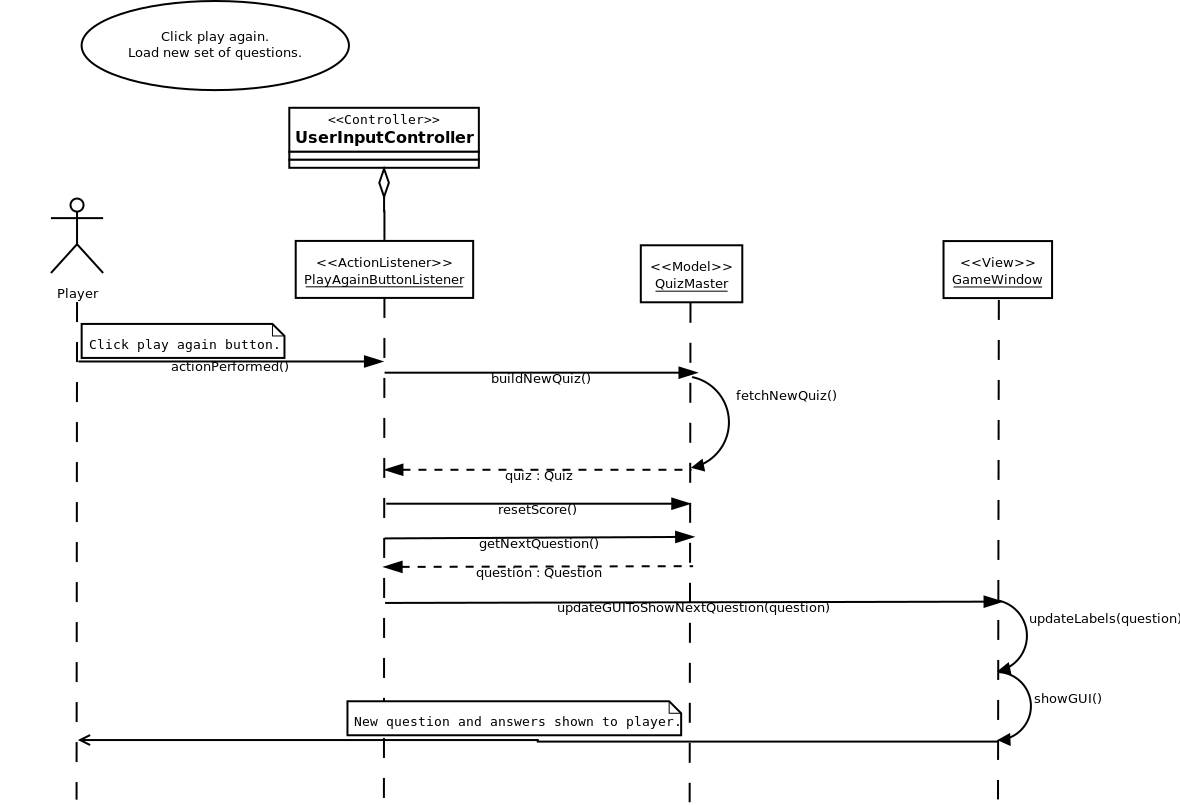 Click play again.
Load new set of questions.
<<Controller>>
UserInputController
<<ActionListener>>
PlayAgainButtonListener
<<Model>>
QuizMaster
<<View>>
GameWindow
Player
Click play again button.
actionPerformed()
buildNewQuiz()
fetchNewQuiz()
quiz : Quiz
resetScore()
getNextQuestion()
question : Question
updateGUIToShowNextQuestion(question)
updateLabels(question)
showGUI()
New question and answers shown to player.